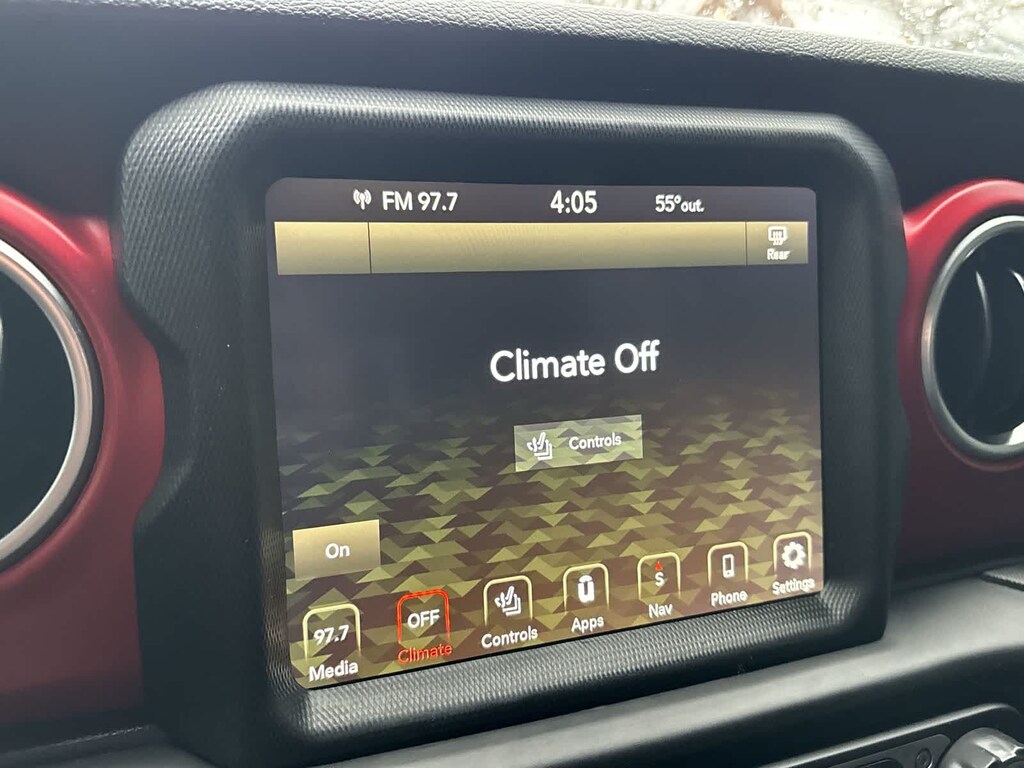 FM 97.7 4:05 55°out.
Rear
Climate Off
Controls
On
97.7 OFF S
Media Climate Controls Apps Nav Phone Settings